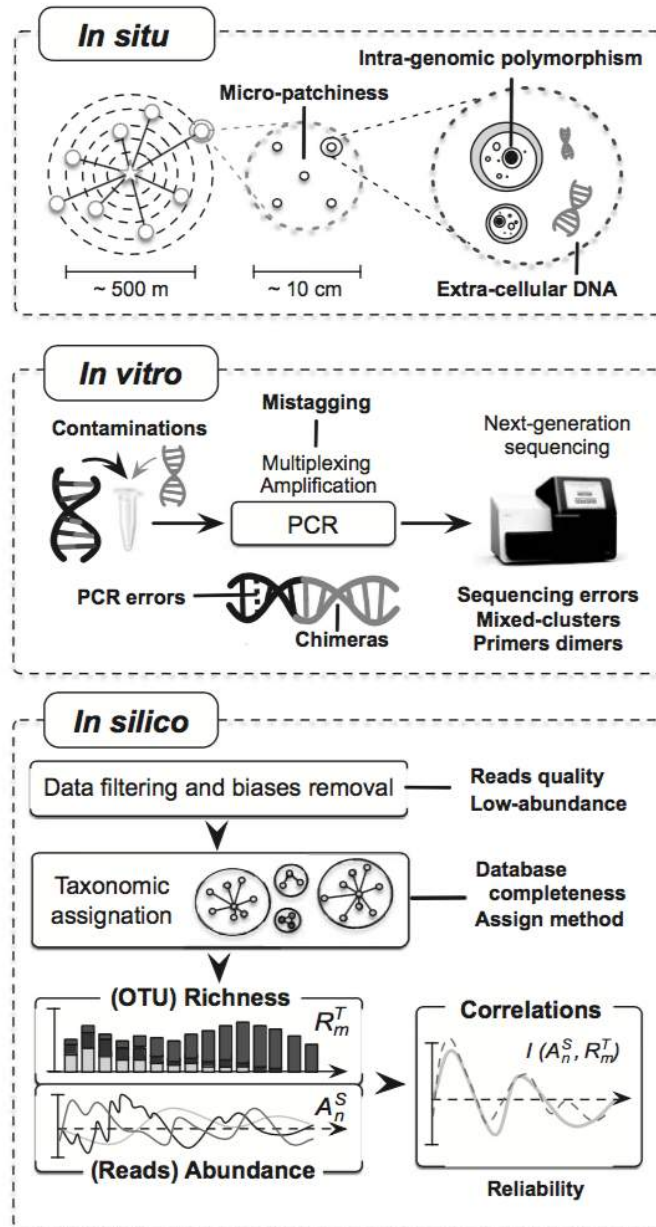 In situ
Intra-genomic polymorphism
Micro-patchiness
~ 500 m
~ 10 cm
Extra-cellular DNA
In vitro
Contaminations
Mistagging
Multiplexing
Amplification
PCR
Next-generation
sequencing
PCR errors
Chimeras
Sequencing errors
Mixed-clusters
Primers dimers
In silico
Data filtering and biases removal
Reads quality
Low-abundance
Taxonomic
assignation
Database
completeness
Assign method
(OTU) Richness
R_m^T
A_n^S
(Reads) Abundance
Correlations
I (A_n^S, R_m^T)
Reliability